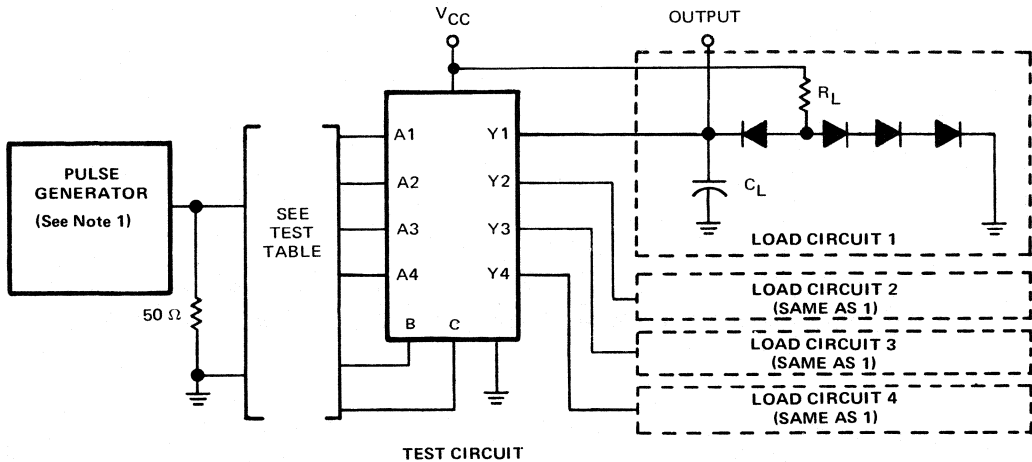 VCC
OUTPUT
RL
PULSE
GENERATOR
(See Note 1)
50 Ω
SEE
TEST
TABLE
A1
A2
A3
A4
B
C
Y1
Y2
Y3
Y4
CL
LOAD CIRCUIT 1
LOAD CIRCUIT 2
(SAME AS 1)
LOAD CIRCUIT 3
(SAME AS 1)
LOAD CIRCUIT 4
(SAME AS 1)
TEST CIRCUIT